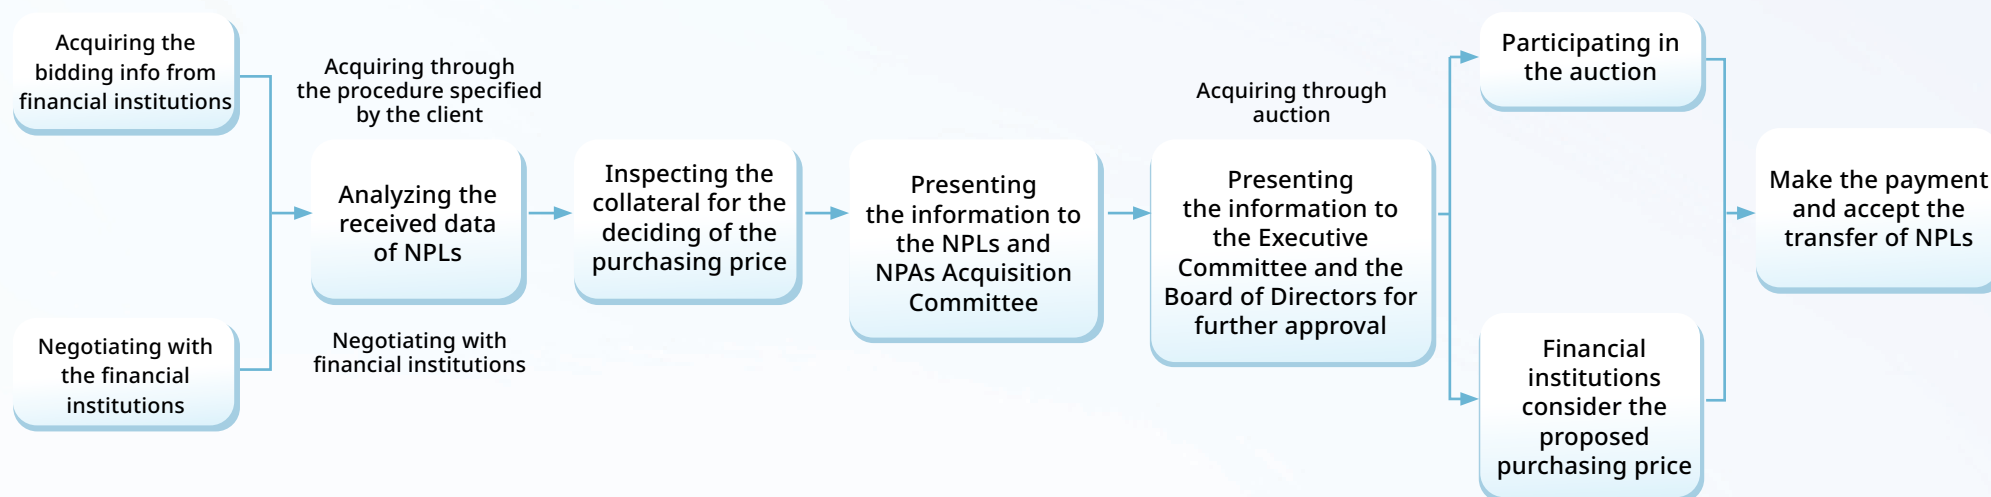 Acquiring the
bidding info from
financial institutions
Negotiating with
the financial
institutions
Acquiring through
the procedure specified
by the client
Analyzing the
received data
of NPLs
Negotiating with
financial institutions
Inspecting the
collateral for the
deciding of the
purchasing price
Presenting
the information to
the NPLs and
NPAs Acquisition
Committee
Acquiring through
auction
Presenting
the information to
the Executive
Committee and the
Board of Directors for
further approval
Participating in
the auction
Financial
institutions
consider the
proposed
purchasing price
Make the payment
and accept the
transfer of NPLs